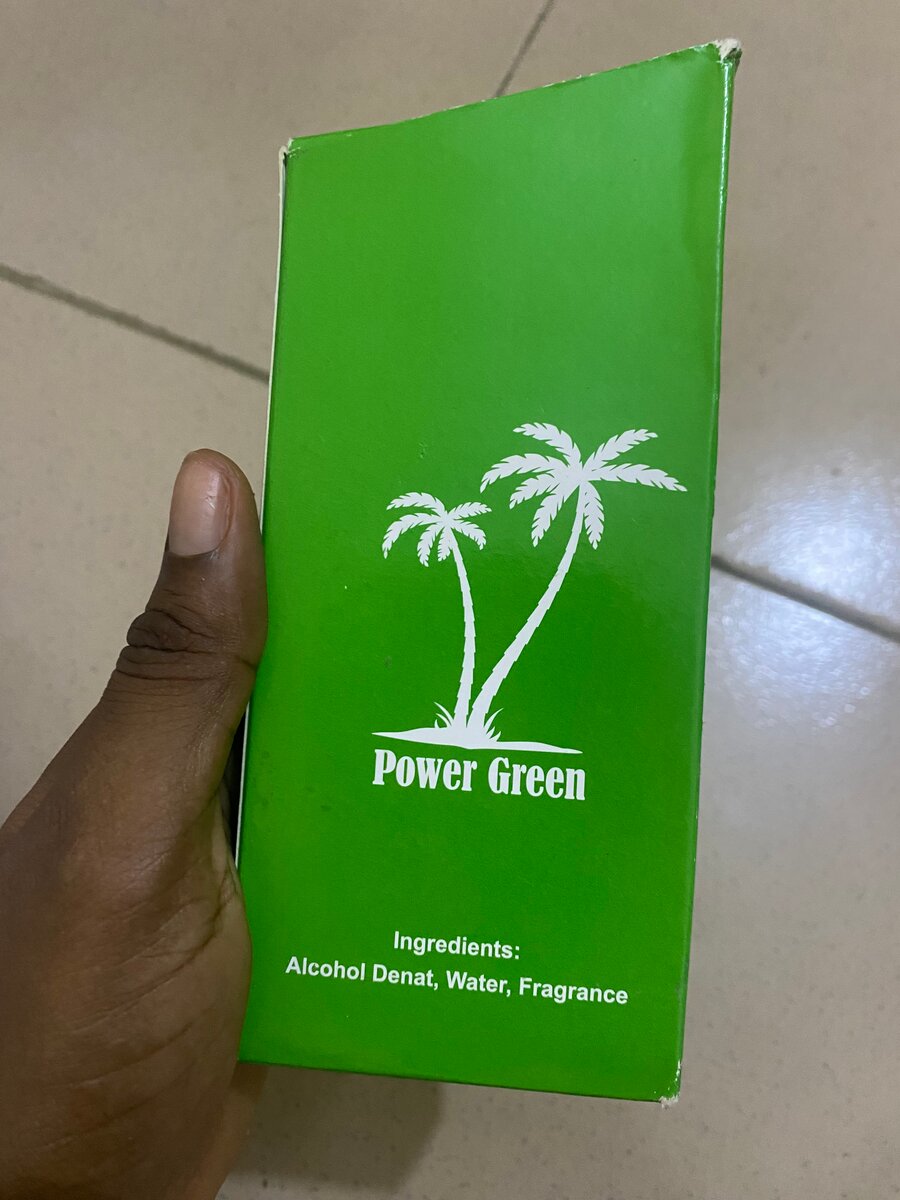 Power Green
Ingredients:
Alcohol Denat, Water, Fragrance